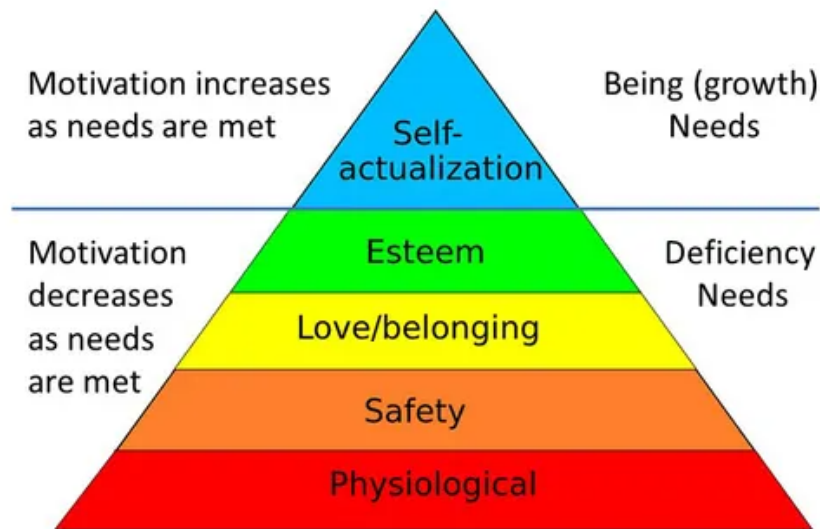 Motivation increases
as needs are met
Being (growth)
Needs
Self-
actualization
Motivation
decreases
as needs
are met
Deficiency
Needs
Esteem
Love/belonging
Safety
Physiological